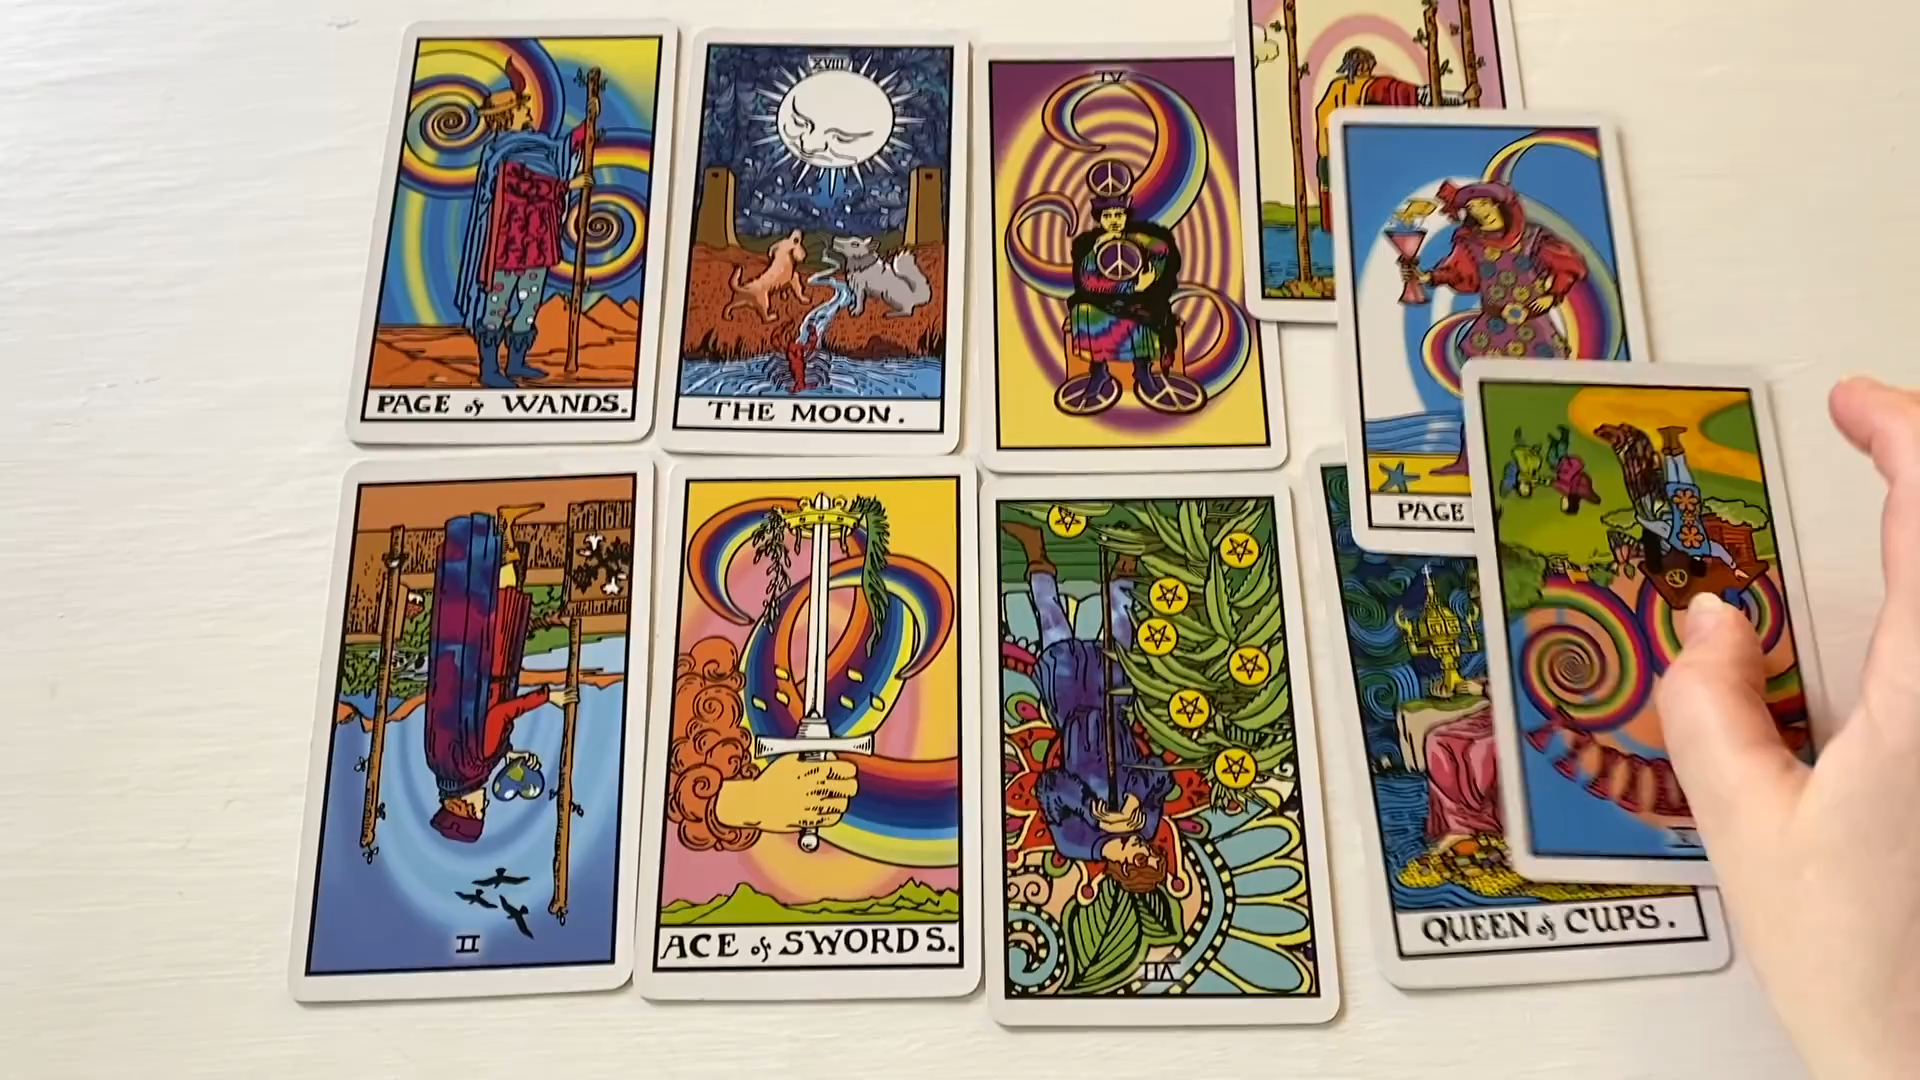 XVIII
IV
PAGE of WANDS.
THE MOON.
PAGE
II
ACE of SWORDS.
VII
QUEEN of CUPS.